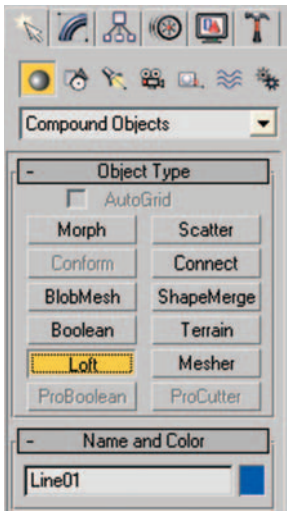 Compound Objects
- Object Type
AutoGrid
Morph Scatter
Conform Connect
BlobMesh ShapeMerge
Boolean Terrain
Loft Mesher
ProBoolean ProCutter
- Name and Color
Line01